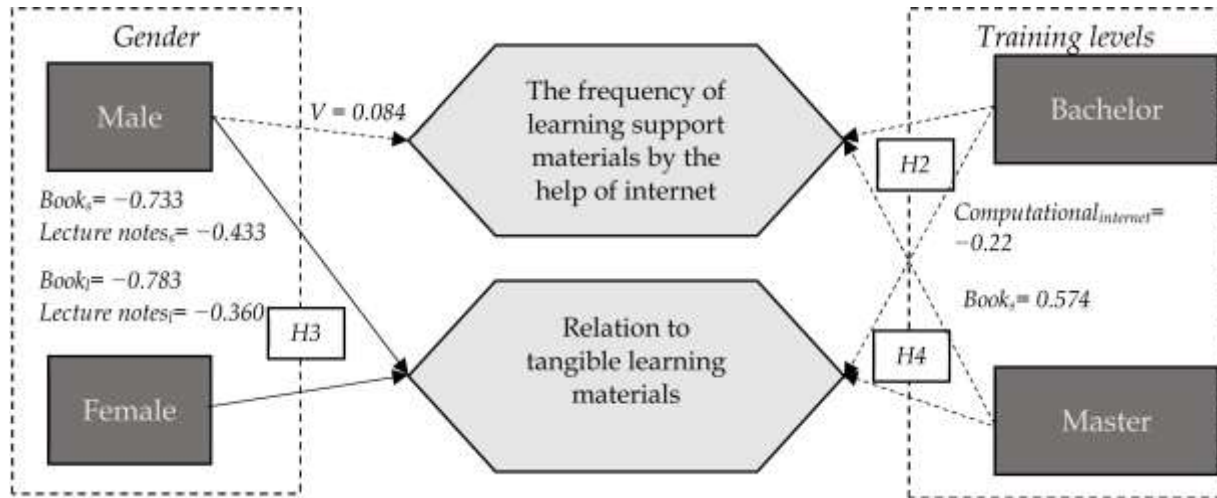 Gender
Male
Book𝑠= −0.733
Lecture notes𝑠= −0.433
Book𝑙= −0.783
Lecture notes𝑙= −0.360
H3
Female
V = 0.084
The frequency of
learning support
materials by the
help of internet
Relation to
tangible learning
materials
Training levels
Bachelor
H2
Computational internet=
−0.22
Book𝑠= 0.574
H4
Master